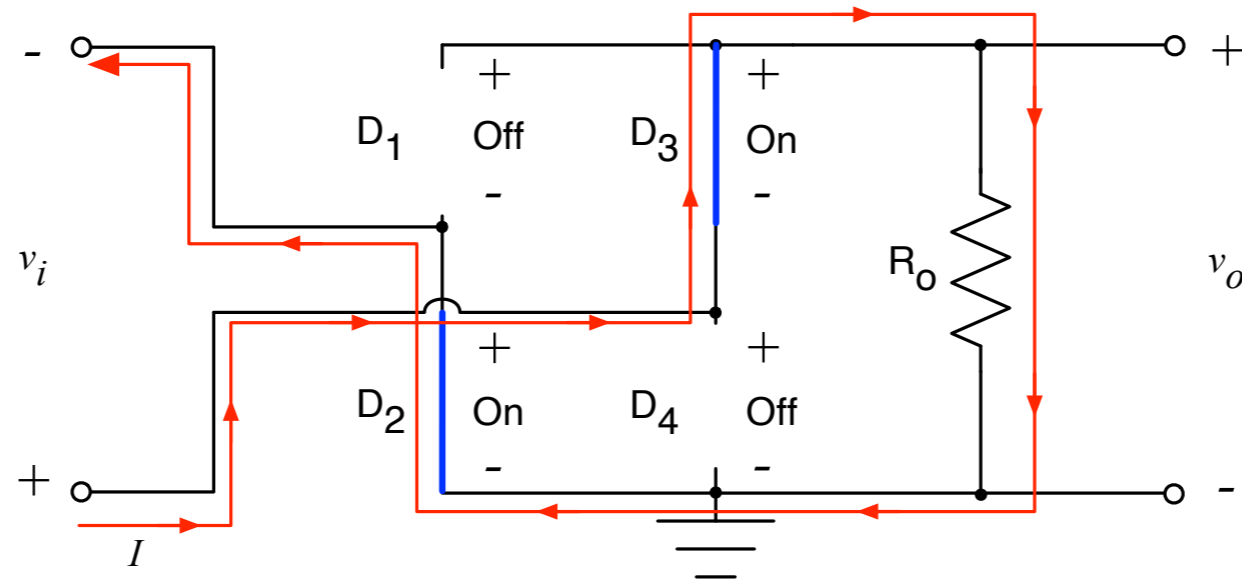 - +
+ +
D1 Off D3 On
- -
vi Ro vo
+ +
D2 On D4 Off
- -
+ -
I